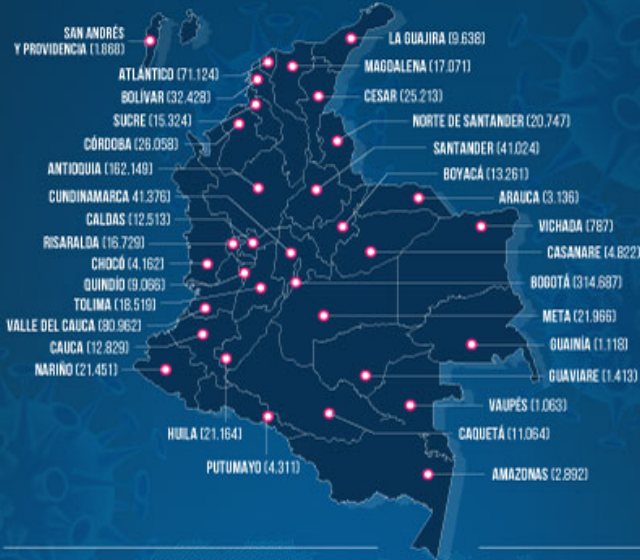 SAN ANDRÉS
Y PROVIDENCIA (1.868)
ATLÁNTICO (71.124)
BOLÍVAR (32.428)
SUCRE (15.324)
CÓRDOBA (26.058)
ANTIOQUIA (162.149)
CUNDINAMARCA 41.376)
CALDAS (12.513)
RISARALDA (16.729)
CHOCÓ (4.162)
QUINDÍO (9.066)
TOLIMA (18.519)
VALLE DEL CAUCA (80.962)
CAUCA (12.829)
NARIÑO (21.451)
HUILA (21.164)
PUTUMAYO (4.311)
LA GUAJIRA (9.638)
MAGDALENA (17.071)
CESAR (25.213)
NORTE DE SANTANDER (20.747)
SANTANDER (41.024)
BOYACÁ (13.261)
ARAUCA (3.136)
VICHADA (787)
CASANARE (4.822)
BOGOTÁ (314.687)
META (21.966)
GUAINÍA (1.118)
GUAVIARE (1.413)
VAUPÉS (1.063)
CAQUETÁ (11.064)
AMAZONAS (2.892)